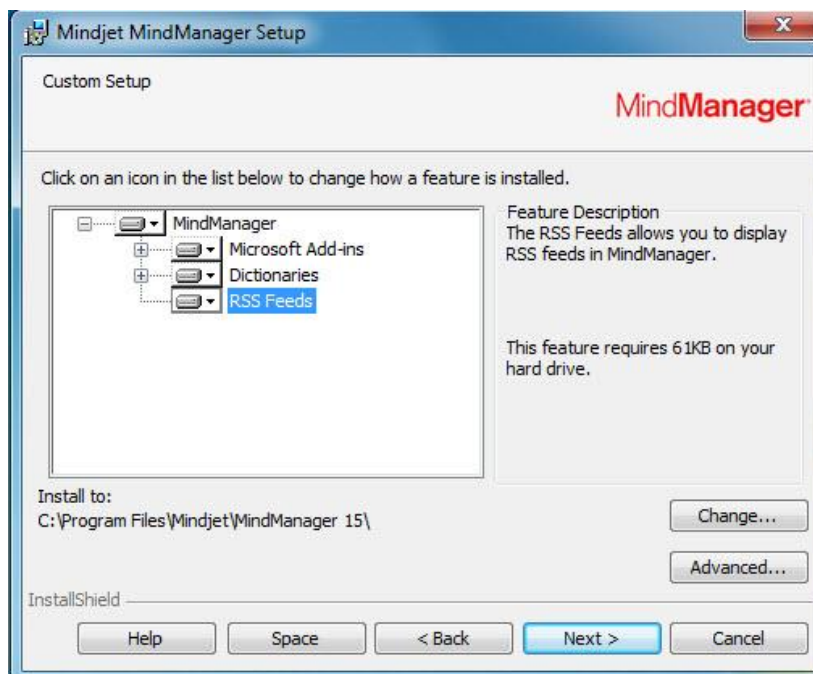 Mindjet MindManager Setup
Custom Setup
MindManager
Click on an icon in the list below to change how a feature is installed.
MindManager
Microsoft Add-ins
Dictionaries
RSS Feeds
Feature Description
The RSS Feeds allows you to display
RSS feeds in MindManager.
This feature requires 61KB on your
hard drive.
Install to:
C:\Program Files\Mindjet\MindManager 15\
Change...
Advanced...
InstallShield
Help
Space
< Back
Next >
Cancel